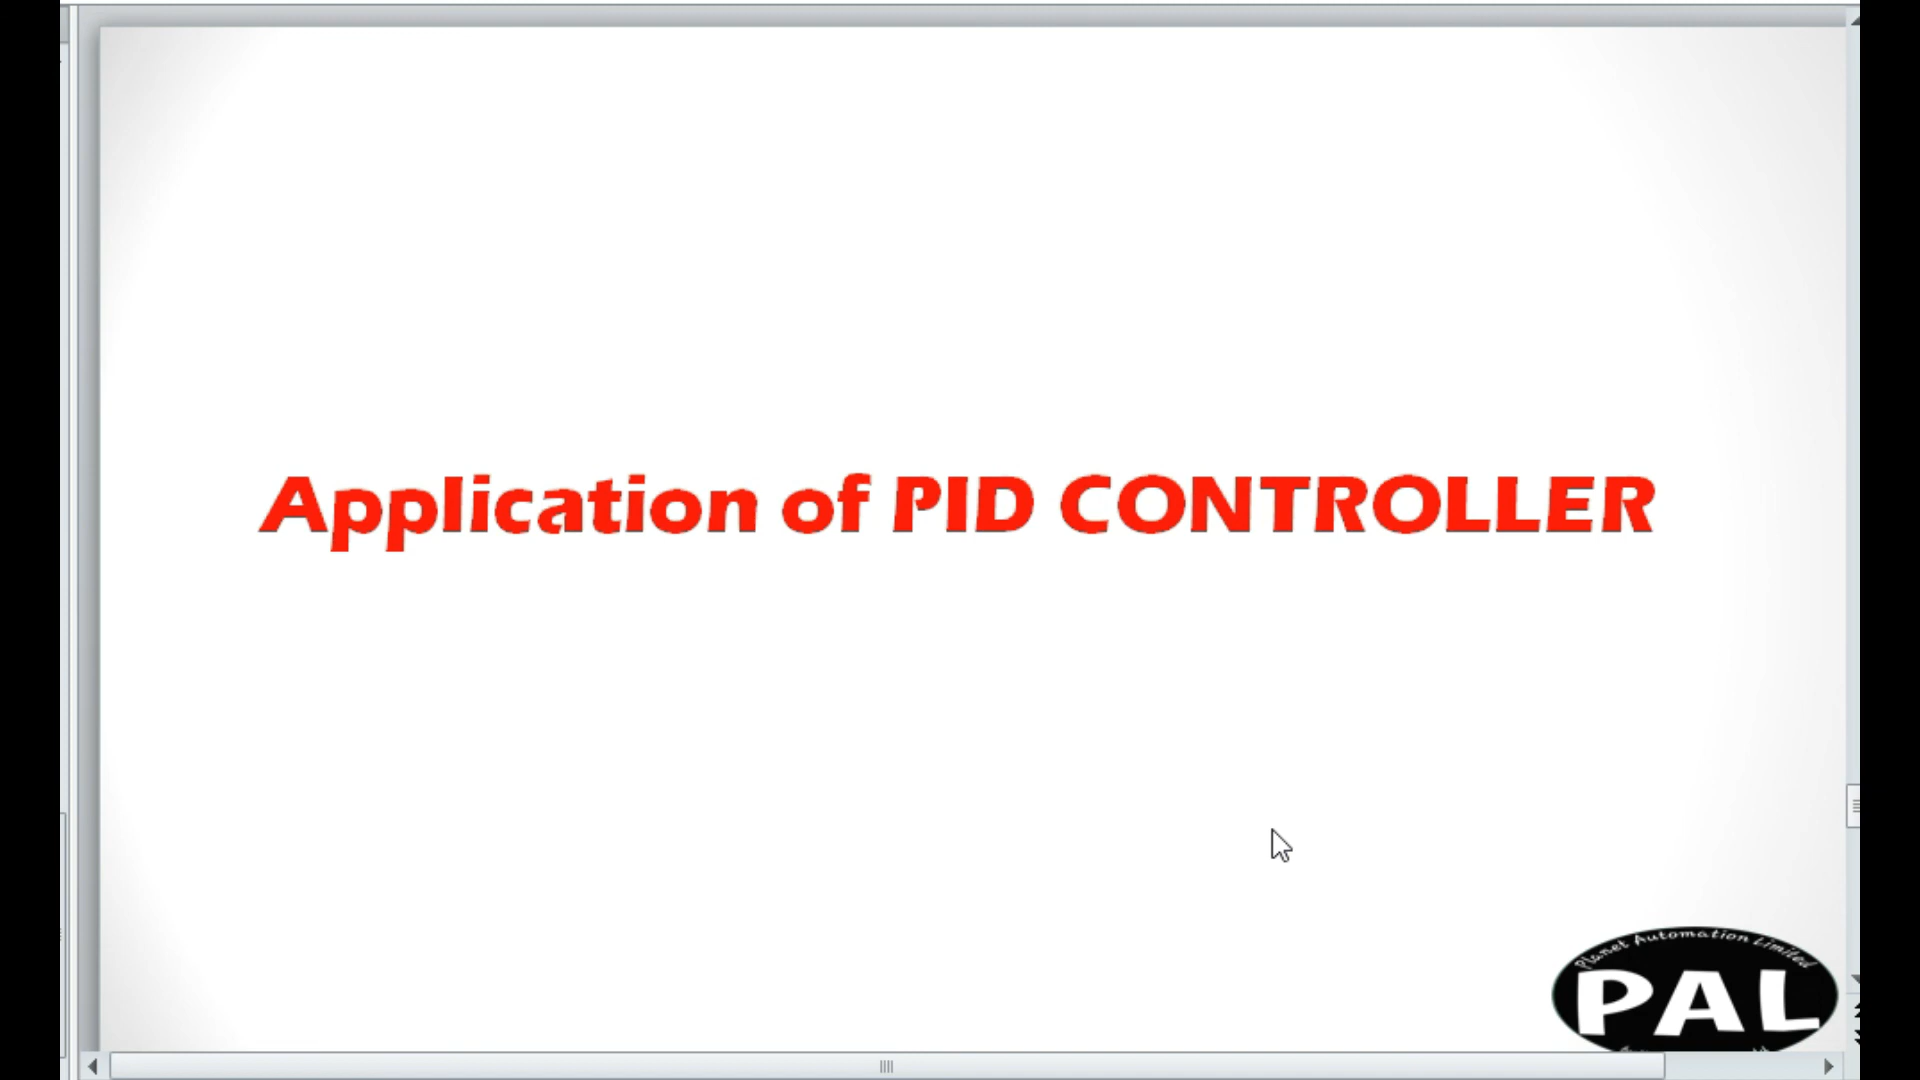 Application of PID CONTROLLER
Planet Automation Limited
PAL